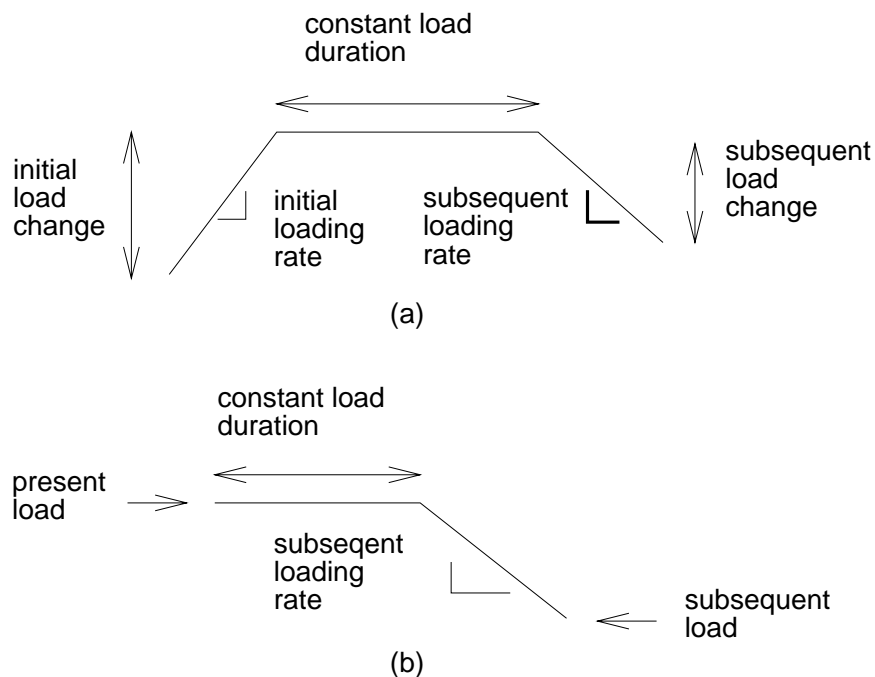 constant load
duration
initial
load
change
initial
loading
rate
subsequent
loading
rate
subsequent
load
change
(a)
constant load
duration
present
load
subseqent
loading
rate
subsequent
load
(b)